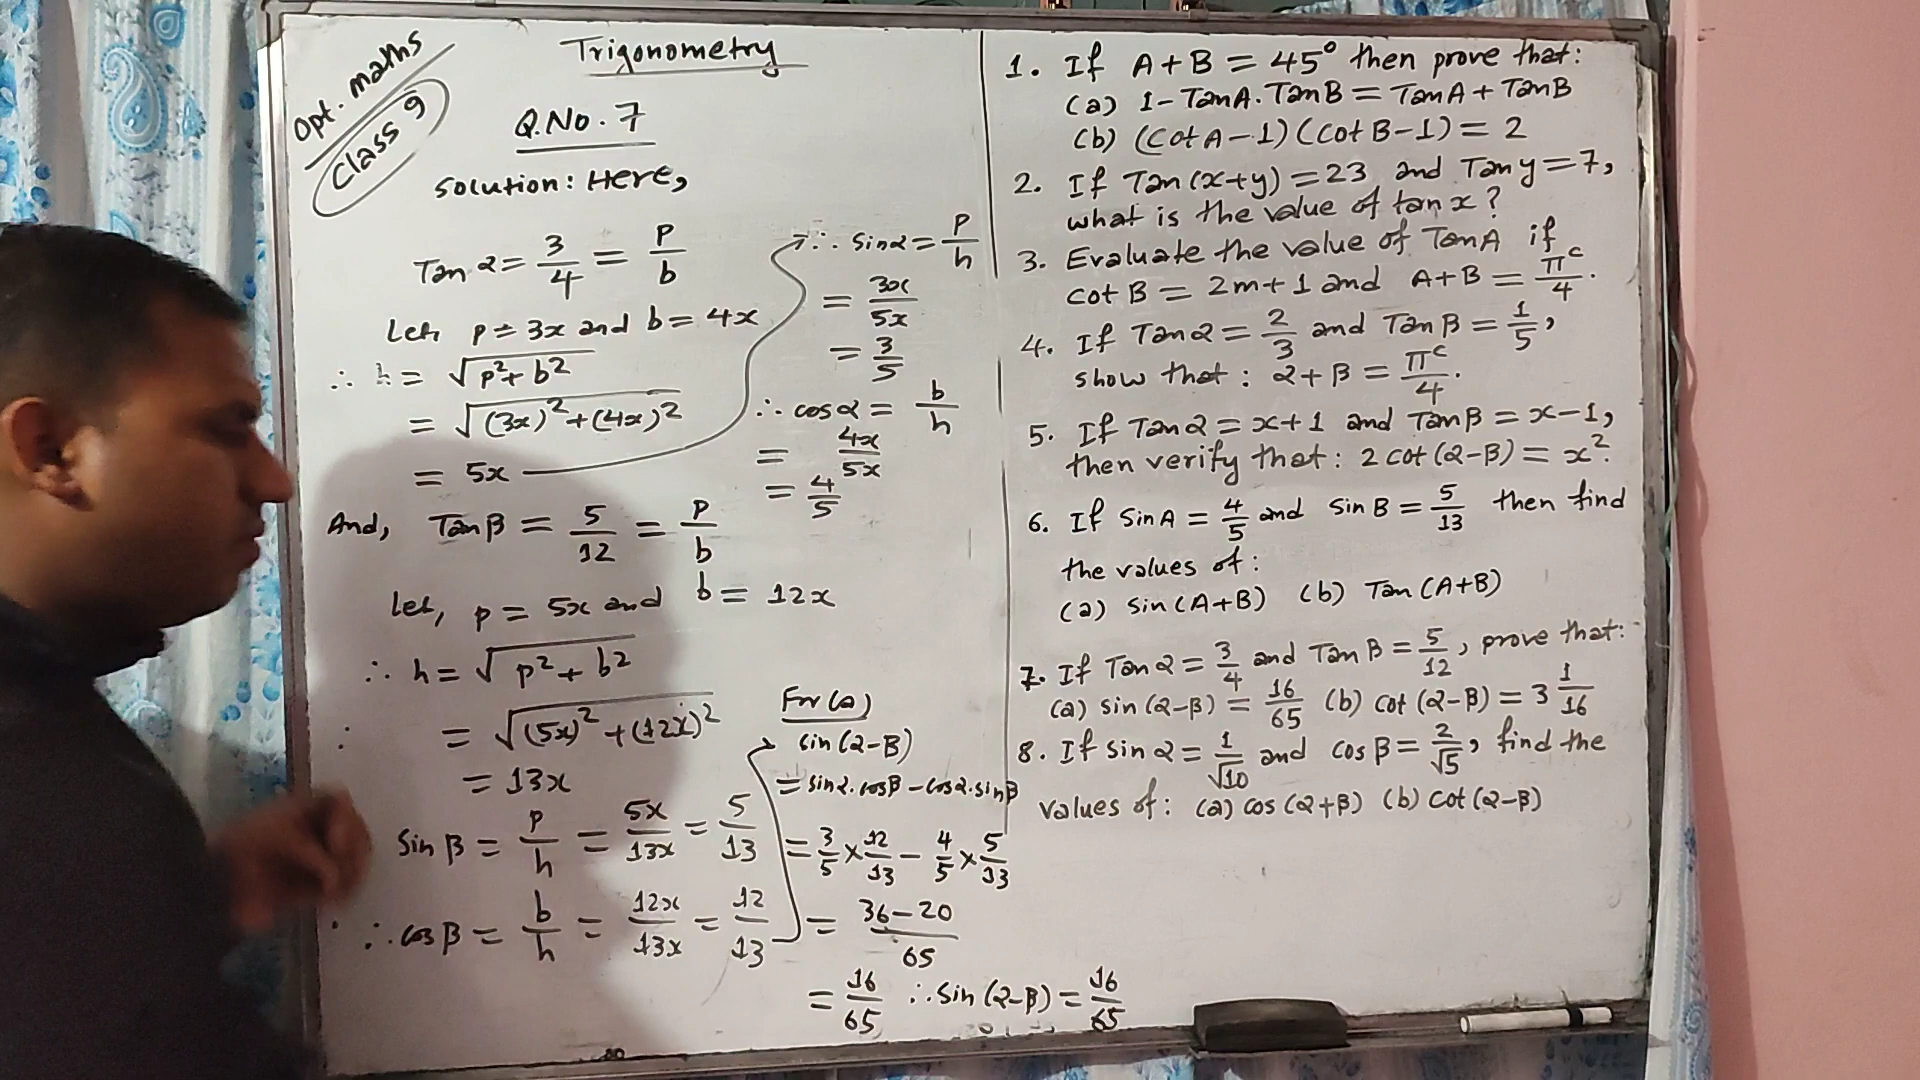 Opt. maths
Class 9
Trigonometry
Q.No. 7
Solution: Here,
Tan α = 3/4 = P/b
Let, p = 3x and b = 4x
∴ h = √(p² + b²)
= √((3x)² + (4x)²)
= 5x
∴ sinα = P/h
= 3x/5x
= 3/5
∴ cosα = b/h
= 4x/5x
= 4/5
And, Tanβ = 5/12 = P/b
let, p = 5x and b = 12x
∴ h = √(p² + b²)
= √((5x)² + (12x)²)
= 13x
Sin β = P/h = 5x/13x = 5/13
∴ cosβ = b/h = 12x/13x = 12/13
For (a)
sin (α-β)
= sinα.cosβ - cosα.sinβ
= 3/5 × 12/13 - 4/5 × 5/13
= 36-20/65
= 16/65 ∴ Sin (α-β) = 16/65
1. If A+B = 45° then prove that:
(a) 1-TanA.TanB = TanA + TanB
(b) (CotA-1)(CotB-1) = 2
2. If Tan(x+y) = 23 and Tany = 7,
what is the value of tan x?
3. Evaluate the value of TanA if
cot B = 2m+1 and A+B = πᶜ/4.
4. If Tanα = 2/3 and Tanβ = 1/5,
show that: α+β = πᶜ/4.
5. If Tanα = x+1 and Tanβ = x-1,
then verify that: 2cot(α-β) = x².
6. If SinA = 4/5 and SinB = 5/13 then find
the values of:
(a) Sin(A+B) (b) Tan(A+B)
7. If Tanα = 3/4 and Tanβ = 5/12, prove that:
(a) sin(α-β) = 16/65 (b) cot(α-β) = 3 1/16
8. If sinα = 1/√10 and cosβ = 2/√5, find the
values of: (a) cos(α+β) (b) Cot(α-β)